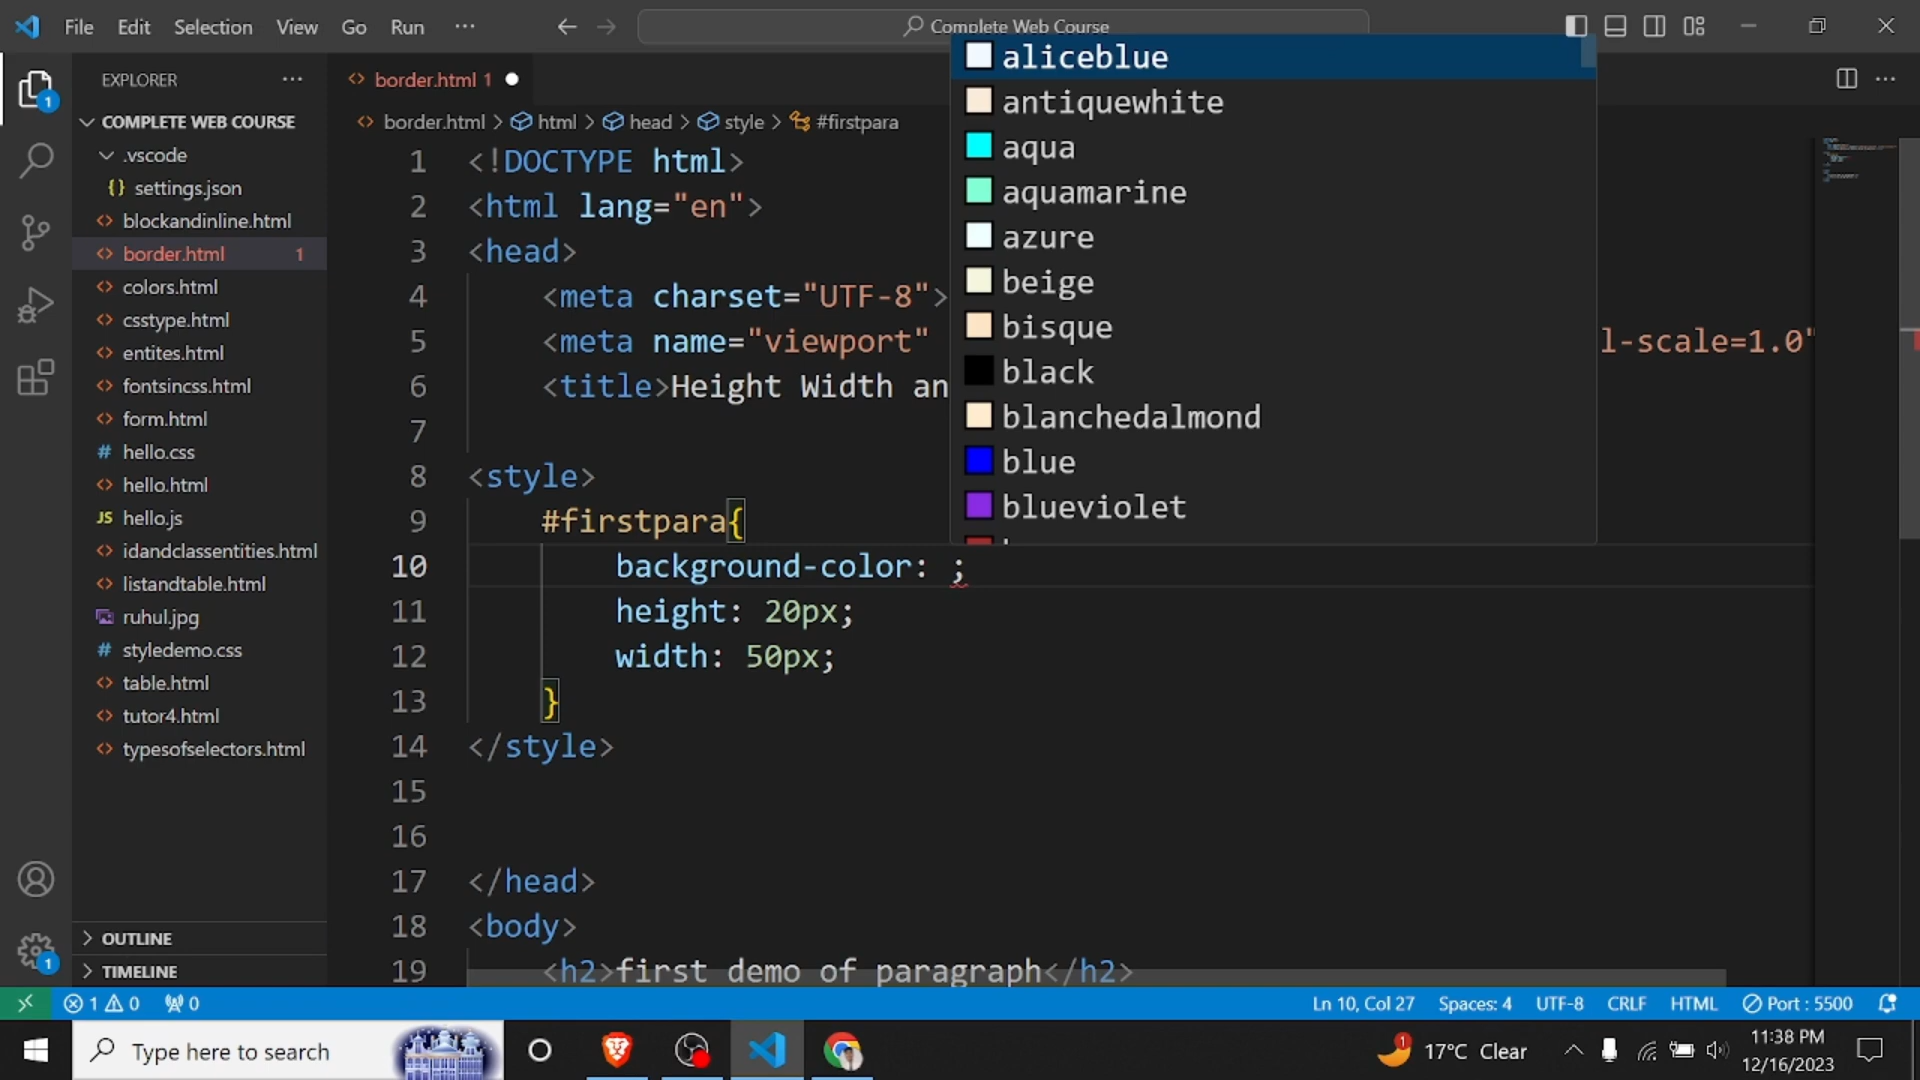 File Edit Selection View Go Run ···
Complete Web Course
EXPLORER ···
border.html 1
1
COMPLETE WEB COURSE
.vscode
{} settings.json
<> blockandinline.html
<> border.html 1
<> colors.html
<> csstype.html
<> entites.html
<> fontsincss.html
<> form.html
# hello.css
<> hello.html
JS hello.js
<> idandclassentities.html
<> listandtable.html
ruhul.jpg
# styledemo.css
<> table.html
<> tutor4.html
<> typesofselectors.html
OUTLINE
TIMELINE
1
<> border.html > html > head > style > #firstpara
1 <!DOCTYPE html>
2 <html lang="en">
3 <head>
4 <meta charset="UTF-8">
5 <meta name="viewport" l-scale=1.0"
6 <title>Height Width an
7
8 <style>
9 #firstpara{
10 background-color: ;
11 height: 20px;
12 width: 50px;
13 }
14 </style>
15
16
17 </head>
18 <body>
19 <h2>first demo of paragraph</h2>
aliceblue
antiquewhite
aqua
aquamarine
azure
beige
bisque
black
blanchedalmond
blue
blueviolet
1 0 0
Ln 10, Col 27 Spaces: 4 UTF-8 CRLF HTML Port : 5500
Type here to search
1
17°C Clear
11:38 PM
12/16/2023